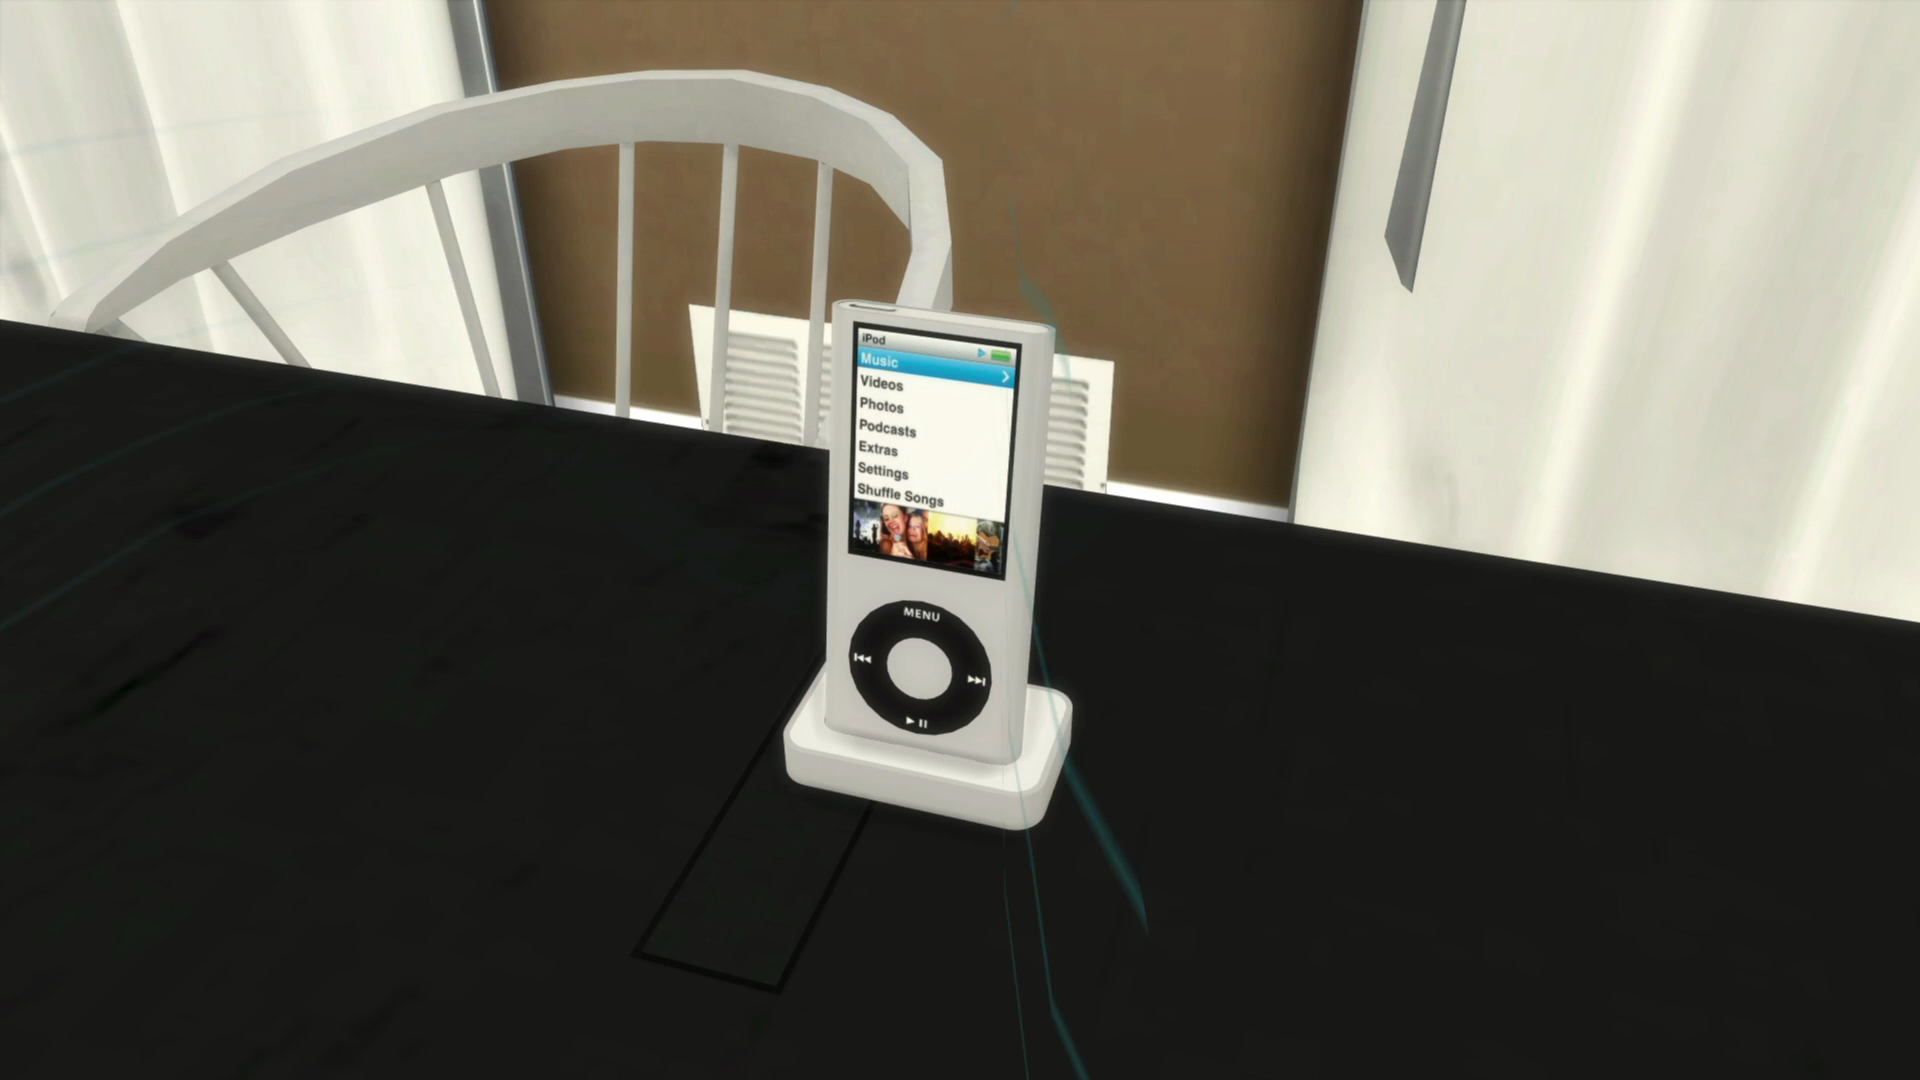 iPod
Music
Videos
Photos
Podcasts
Extras
Settings
Shuffle Songs
MENU